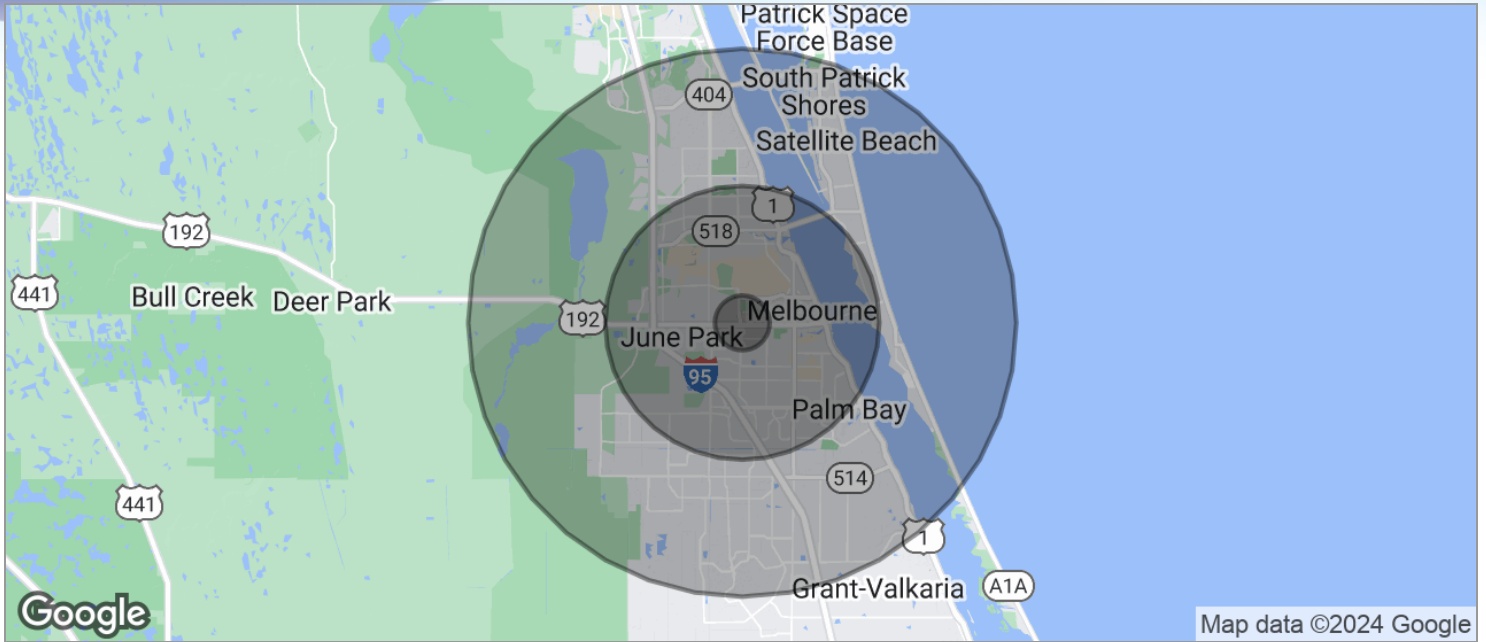 Patrick Space
Force Base
South Patrick
Shores
404
Satellite Beach
1
518
192
441
Bull Creek
Deer Park
192
Melbourne
June Park
95
Palm Bay
514
441
1
Grant-Valkaria
A1A
Google
Map data ©2024 Google